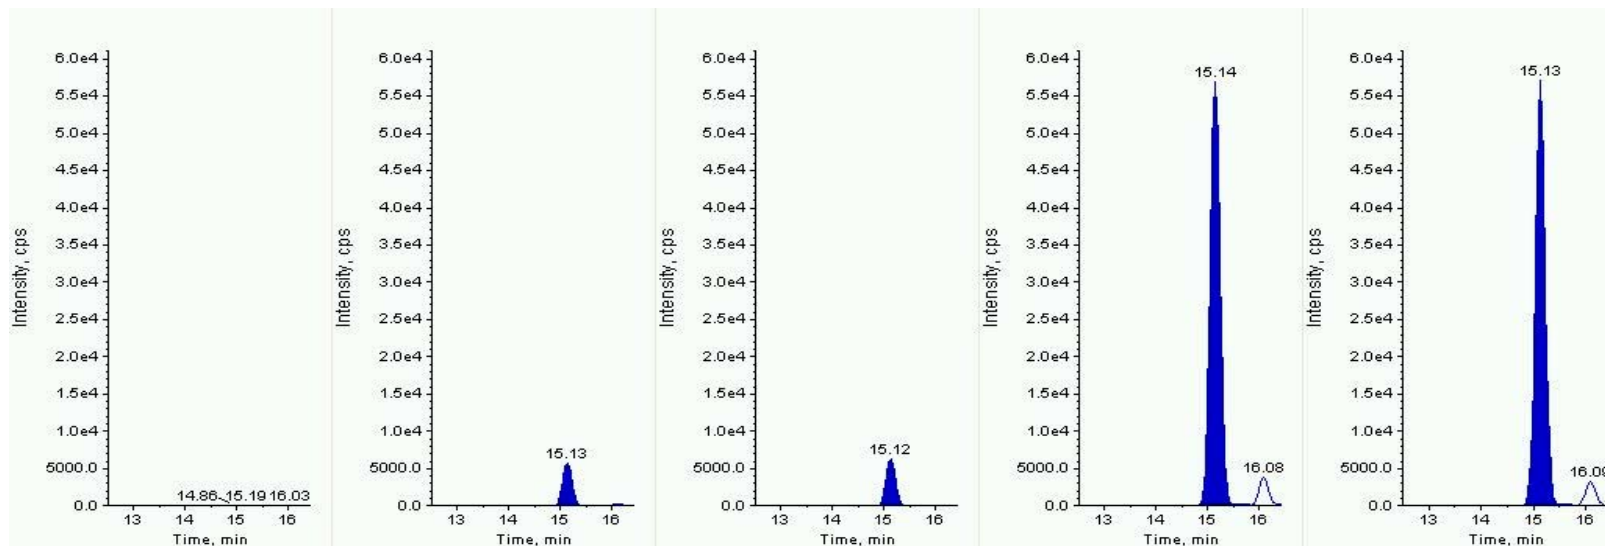 Intensity, cps
6.0e4
5.5e4
5.0e4
4.5e4
4.0e4
3.5e4
3.0e4
2.5e4
2.0e4
1.5e4
1.0e4
5000.0
0.0
14.86 15.19 16.03
13 14 15 16
Time, min
Intensity, cps
6.0e4
5.5e4
5.0e4
4.5e4
4.0e4
3.5e4
3.0e4
2.5e4
2.0e4
1.5e4
1.0e4
5000.0
0.0
15.13
13 14 15 16
Time, min
Intensity, cps
6.0e4
5.5e4
5.0e4
4.5e4
4.0e4
3.5e4
3.0e4
2.5e4
2.0e4
1.5e4
1.0e4
5000.0
0.0
15.12
13 14 15 16
Time, min
Intensity, cps
6.0e4
5.5e4
5.0e4
4.5e4
4.0e4
3.5e4
3.0e4
2.5e4
2.0e4
1.5e4
1.0e4
5000.0
0.0
15.14
16.08
13 14 15 16
Time, min
Intensity, cps
6.0e4
5.5e4
5.0e4
4.5e4
4.0e4
3.5e4
3.0e4
2.5e4
2.0e4
1.5e4
1.0e4
5000.0
0.0
15.13
16.09
13 14 15 16
Time, min